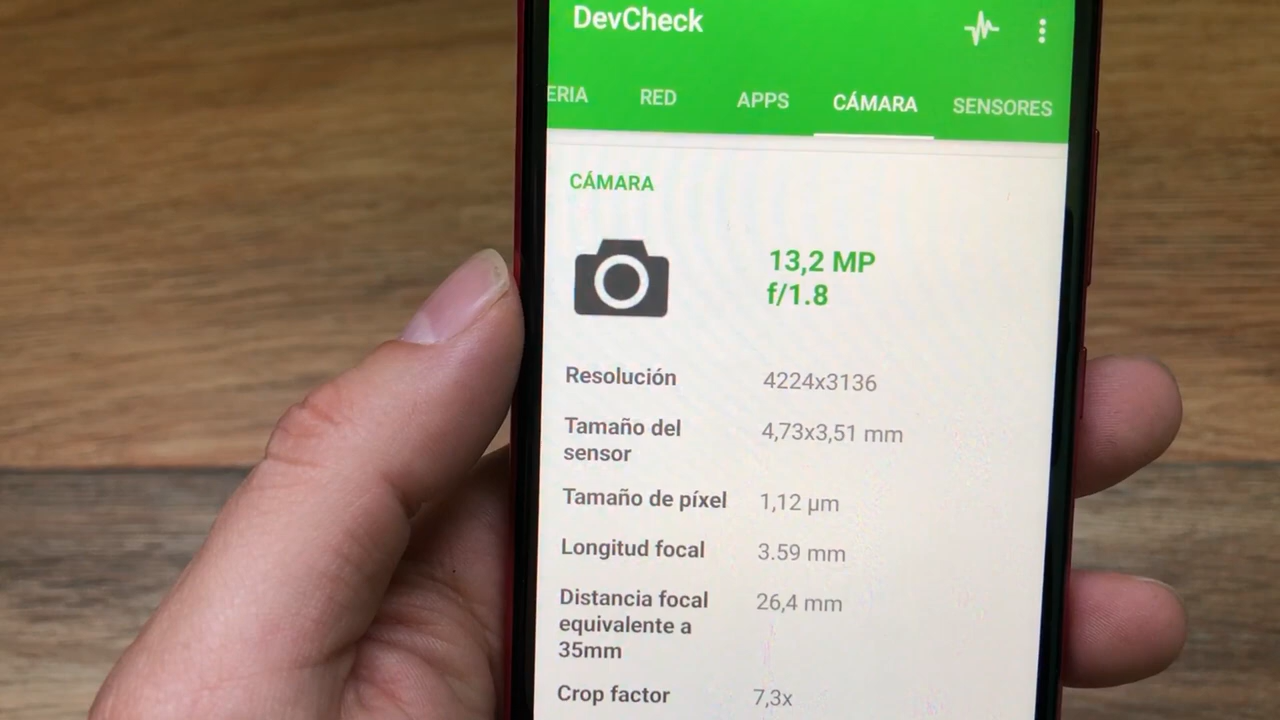 DevCheck
ERIA RED APPS CÁMARA SENSORES
CÁMARA
13,2 MP
f/1.8
Resolución 4224x3136
Tamaño del
sensor 4,73x3,51 mm
Tamaño de píxel 1,12 µm
Longitud focal 3.59 mm
Distancia focal 26,4 mm
equivalente a
35mm
Crop factor 7,3x